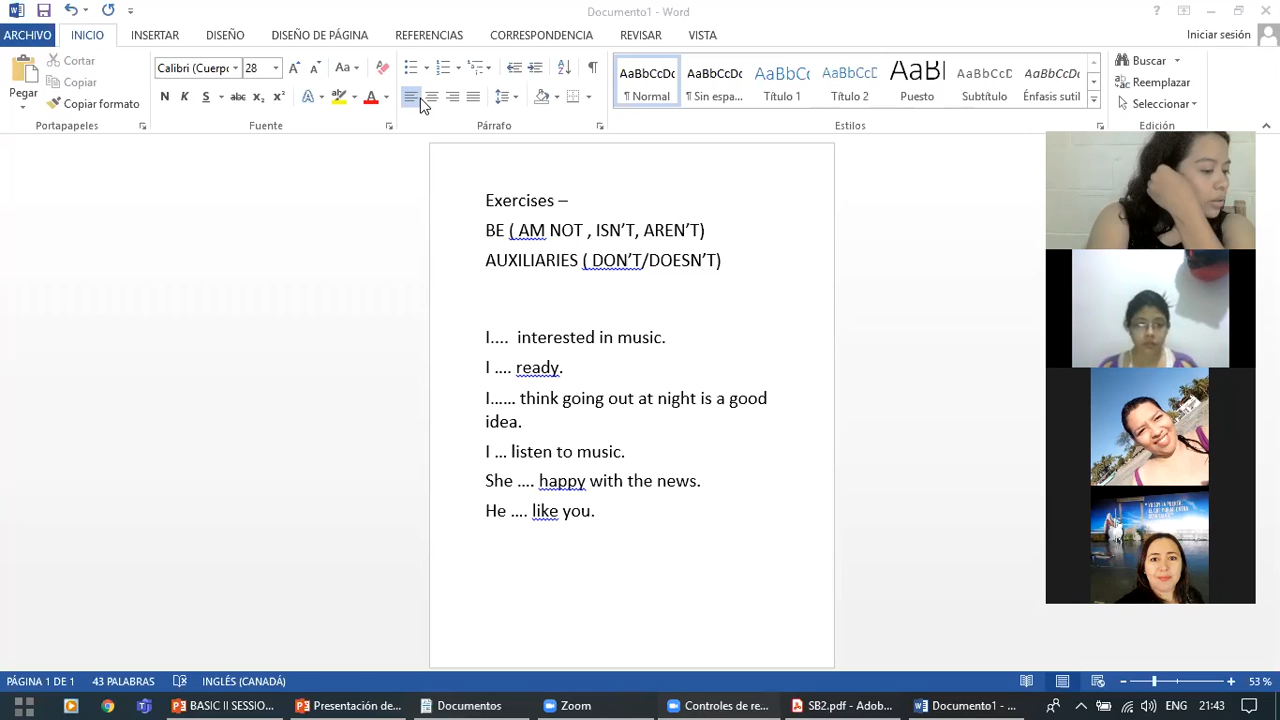 Documento1 - Word
ARCHIVO INICIO INSERTAR DISEÑO DISEÑO DE PÁGINA REFERENCIAS CORRESPONDENCIA REVISAR VISTA Iniciar sesión
Cortar
Copiar
Copiar formato
Pegar
Portapapeles
Calibri (Cuerpo 28
Aa
N K S abc x₂ x²
Fuente
Párrafo
AaBbCcDc AaBbCcDc AaBbC AaBbCcD AaB AaBbCcD AaBbCcDc
¶ Normal ¶ Sin espa... Título 1 Título 2 Puesto Subtítulo Énfasis sutil
Estilos
Buscar
Reemplazar
Seleccionar
Edición
Exercises –
BE ( AM NOT , ISN’T, AREN’T)
AUXILIARIES ( DON’T/DOESN’T)
I.... interested in music.
I .... ready.
I...... think going out at night is a good
idea.
I ... listen to music.
She .... happy with the news.
He .... like you.
PÁGINA 1 DE 1 43 PALABRAS INGLÉS (CANADÁ) 53 %
BASIC II SESSIO... Presentación de... Documentos Zoom Controles de re... SB2.pdf - Adob... Documento1 - ... 21:43